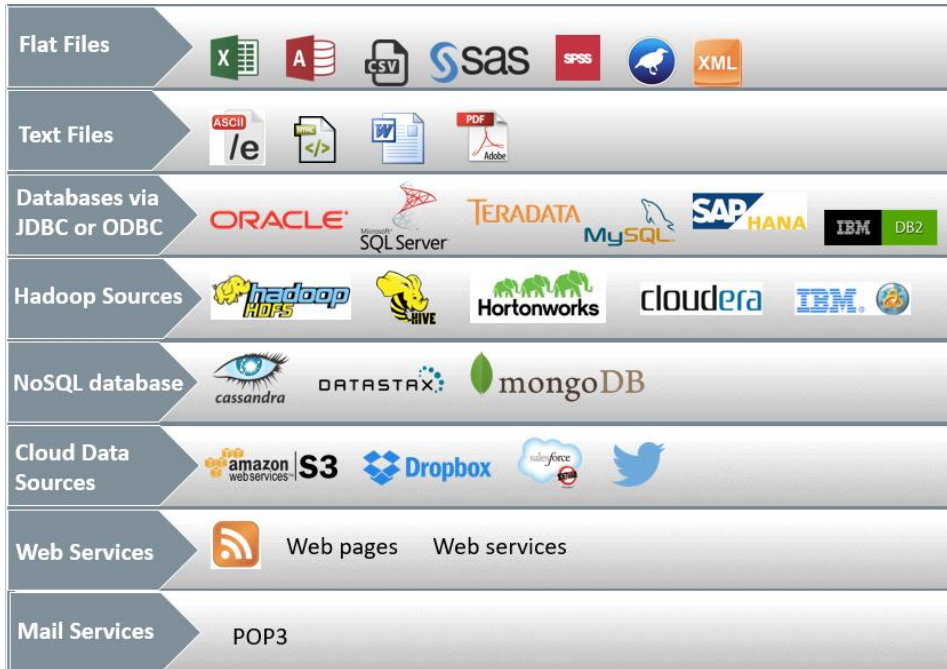 Flat Files
X
A
CSV
sas
SPSS
XML
Text Files
ASCII
/e
HTML
</>
W
PDF
Adobe
Databases via
JDBC or ODBC
ORACLE
Microsoft
SQL Server
TERADATA
MySQL
SAP HANA
IBM DB2
Hadoop Sources
hadoop
HDFS
HIVE
Hortonworks
cloudera
IBM
NoSQL database
cassandra
DATASTAX
mongoDB
Cloud Data
Sources
amazon
webservices
S3
Dropbox
salesforce
Web Services
Web pages
Web services
Mail Services
POP3